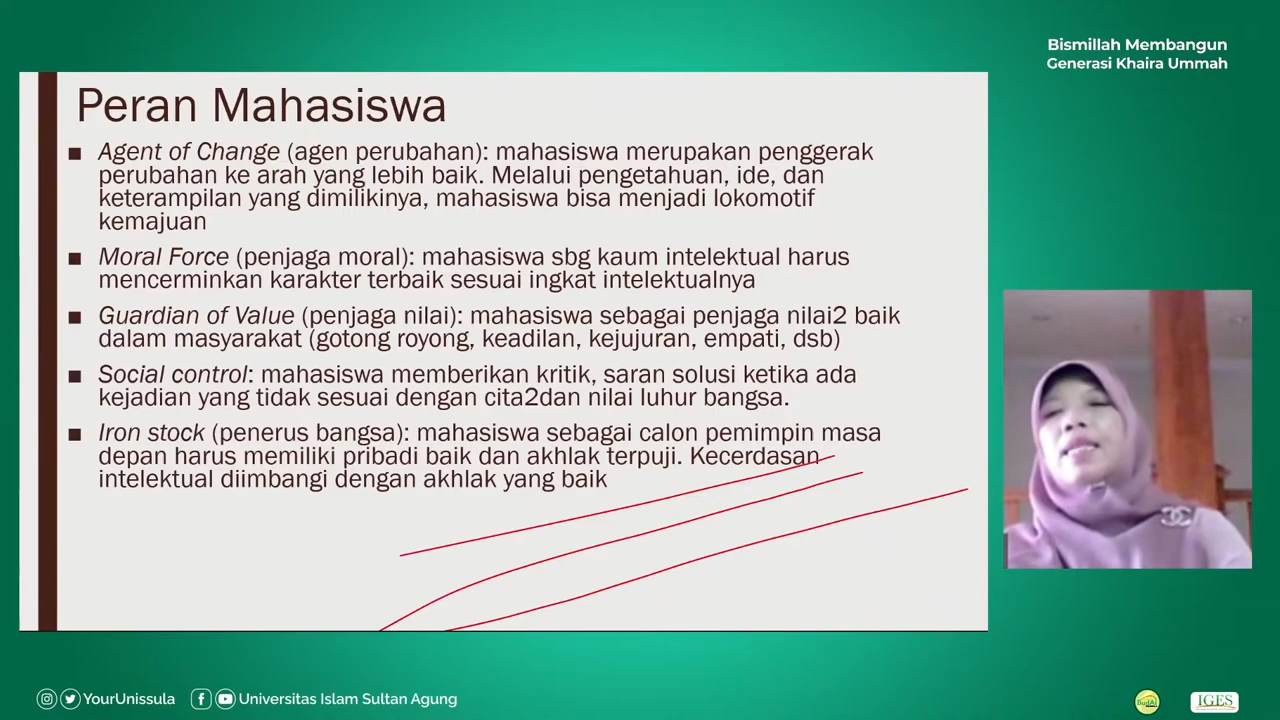 Bismillah Membangun
Generasi Khaira Ummah
Peran Mahasiswa
Agent of Change (agen perubahan): mahasiswa merupakan penggerak
perubahan ke arah yang lebih baik. Melalui pengetahuan, ide, dan
keterampilan yang dimilikinya, mahasiswa bisa menjadi lokomotif
kemajuan
Moral Force (penjaga moral): mahasiswa sbg kaum intelektual harus
mencerminkan karakter terbaik sesuai ingkat intelektualnya
Guardian of Value (penjaga nilai): mahasiswa sebagai penjaga nilai2 baik
dalam masyarakat (gotong royong, keadilan, kejujuran, empati, dsb)
Social control: mahasiswa memberikan kritik, saran solusi ketika ada
kejadian yang tidak sesuai dengan cita2dan nilai luhur bangsa.
Iron stock (penerus bangsa): mahasiswa sebagai calon pemimpin masa
depan harus memiliki pribadi baik dan akhlak terpuji. Kecerdasan
intelektual diimbangi dengan akhlak yang baik
YourUnissula
Universitas Islam Sultan Agung
BudAI
IGES